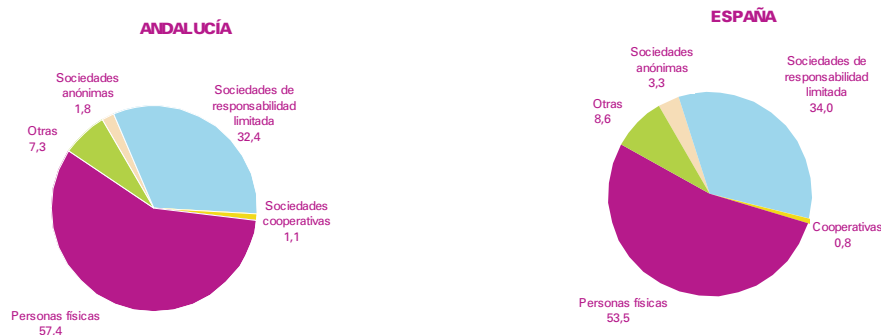 ANDALUCÍA
Sociedades
anónimas
1,8
Sociedades de
responsabilidad
limitada
32,4
Otras
7,3
Sociedades
cooperativas
1,1
Personas físicas
57,4
ESPAÑA
Sociedades
anónimas
3,3
Sociedades de
responsabilidad
limitada
34,0
Otras
8,6
Cooperativas
0,8
Personas físicas
53,5